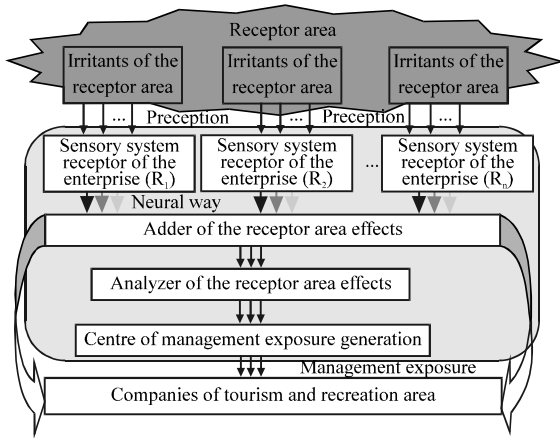 Receptor area
Irritants of the
receptor area
Irritants of the
receptor area
Irritants of the
receptor area
...
Preception
...
Preception
...
Sensory system
receptor of the
enterprise (R1)
Sensory system
receptor of the
enterprise (R2)
...
Sensory system
receptor of the
enterprise (Rn)
Neural way
Adder of the receptor area effects
Analyzer of the receptor area effects
Centre of management exposure generation
Management exposure
Companies of tourism and recreation area